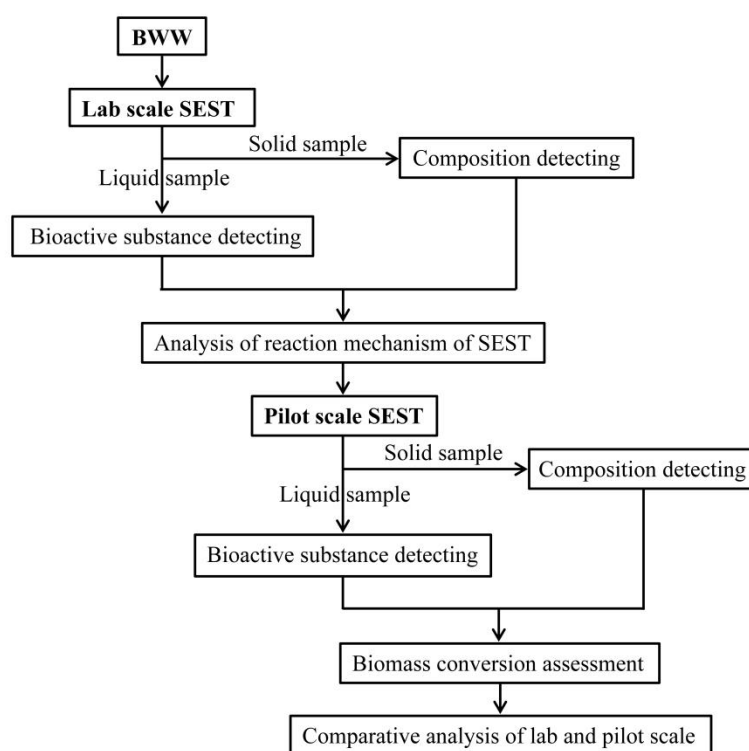 BWW
Lab scale SEST
Solid sample
Composition detecting
Liquid sample
Bioactive substance detecting
Analysis of reaction mechanism of SEST
Pilot scale SEST
Solid sample
Composition detecting
Liquid sample
Bioactive substance detecting
Biomass conversion assessment
Comparative analysis of lab and pilot scale